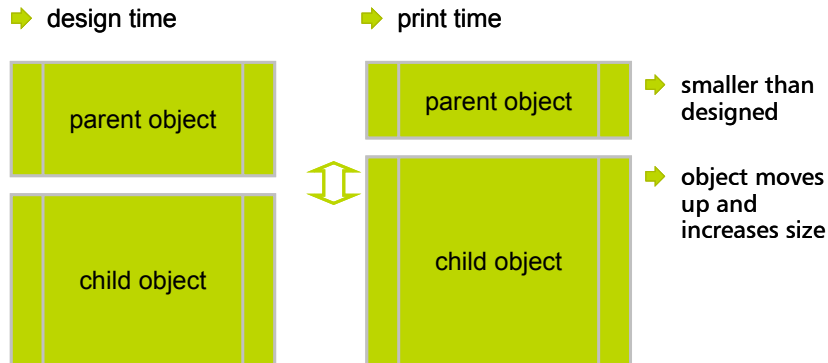 design time
print time
parent object
parent object
smaller than
designed
child object
child object
object moves
up and
increases size